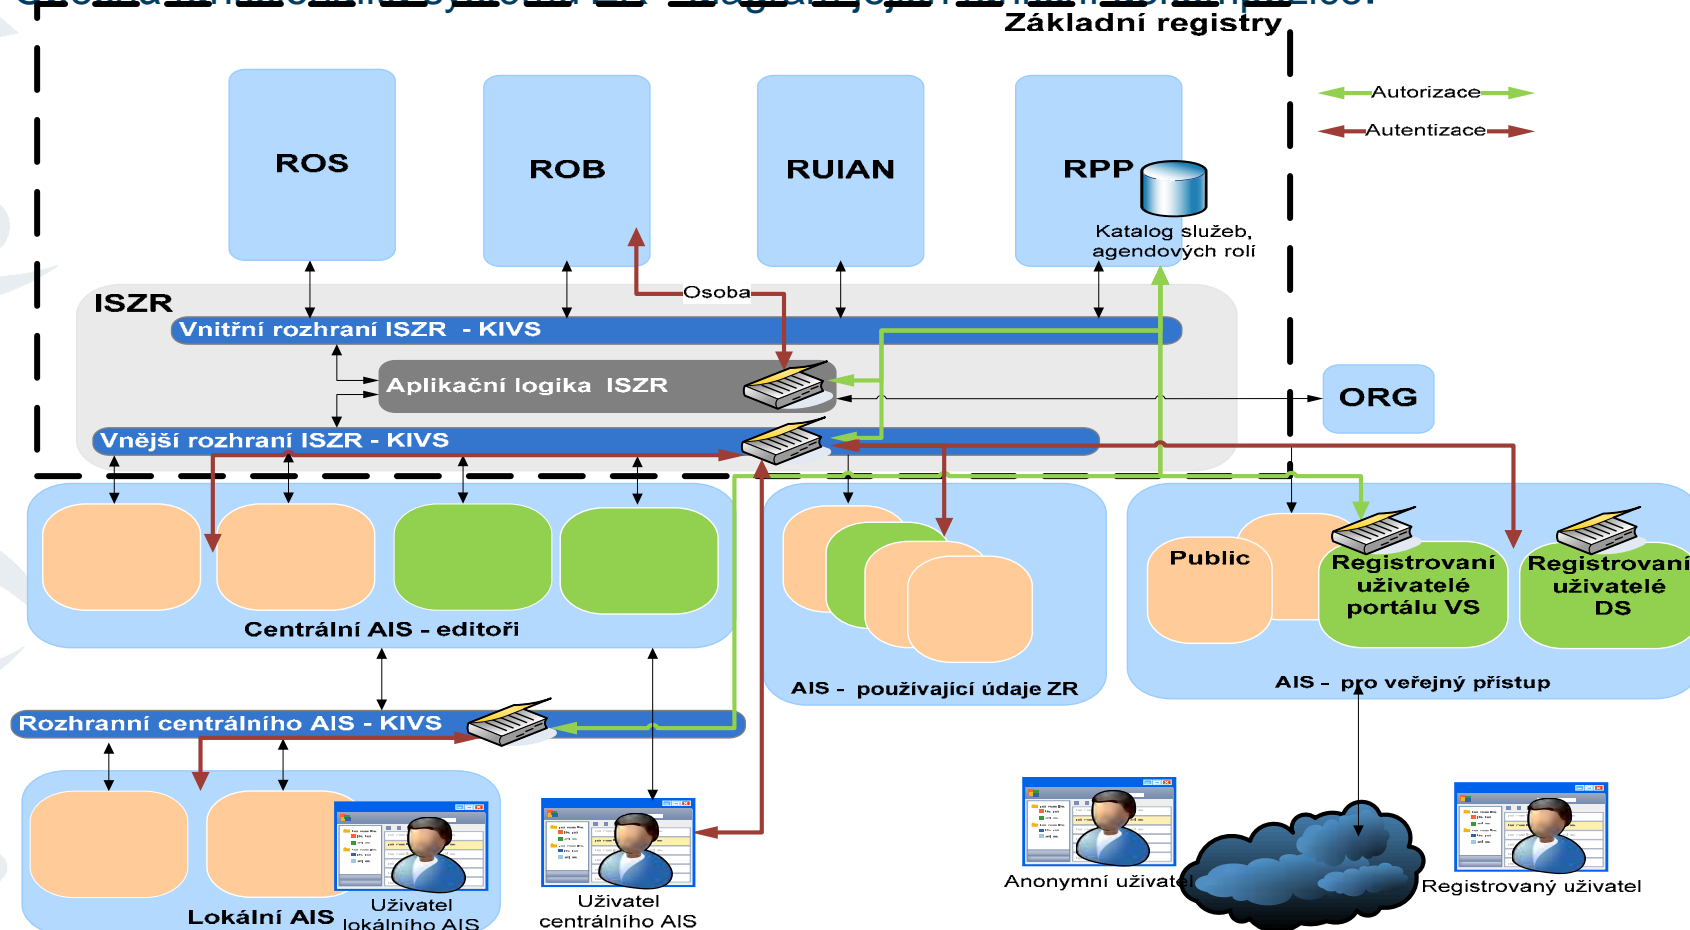 Základní registry
Autorizace
Autentizace
ROS
ROB
RUIAN
RPP
Katalog služeb,
agendových rolí
ISZR
Osoba
Vnitřní rozhraní ISZR - KIVS
Aplikační logika ISZR
ORG
Vnější rozhraní ISZR - KIVS
Public
Registrovaní
uživatelé
portálu VS
Registrovaní
uživatelé
DS
Centrální AIS - editoři
AIS - používající údaje ZR
AIS - pro veřejný přístup
Rozhranní centrálního AIS - KIVS
Lokální AIS
Uživatel
lokálního AIS
Uživatel
centrálního AIS
Anonymní uživatel
Registrovaný uživatel